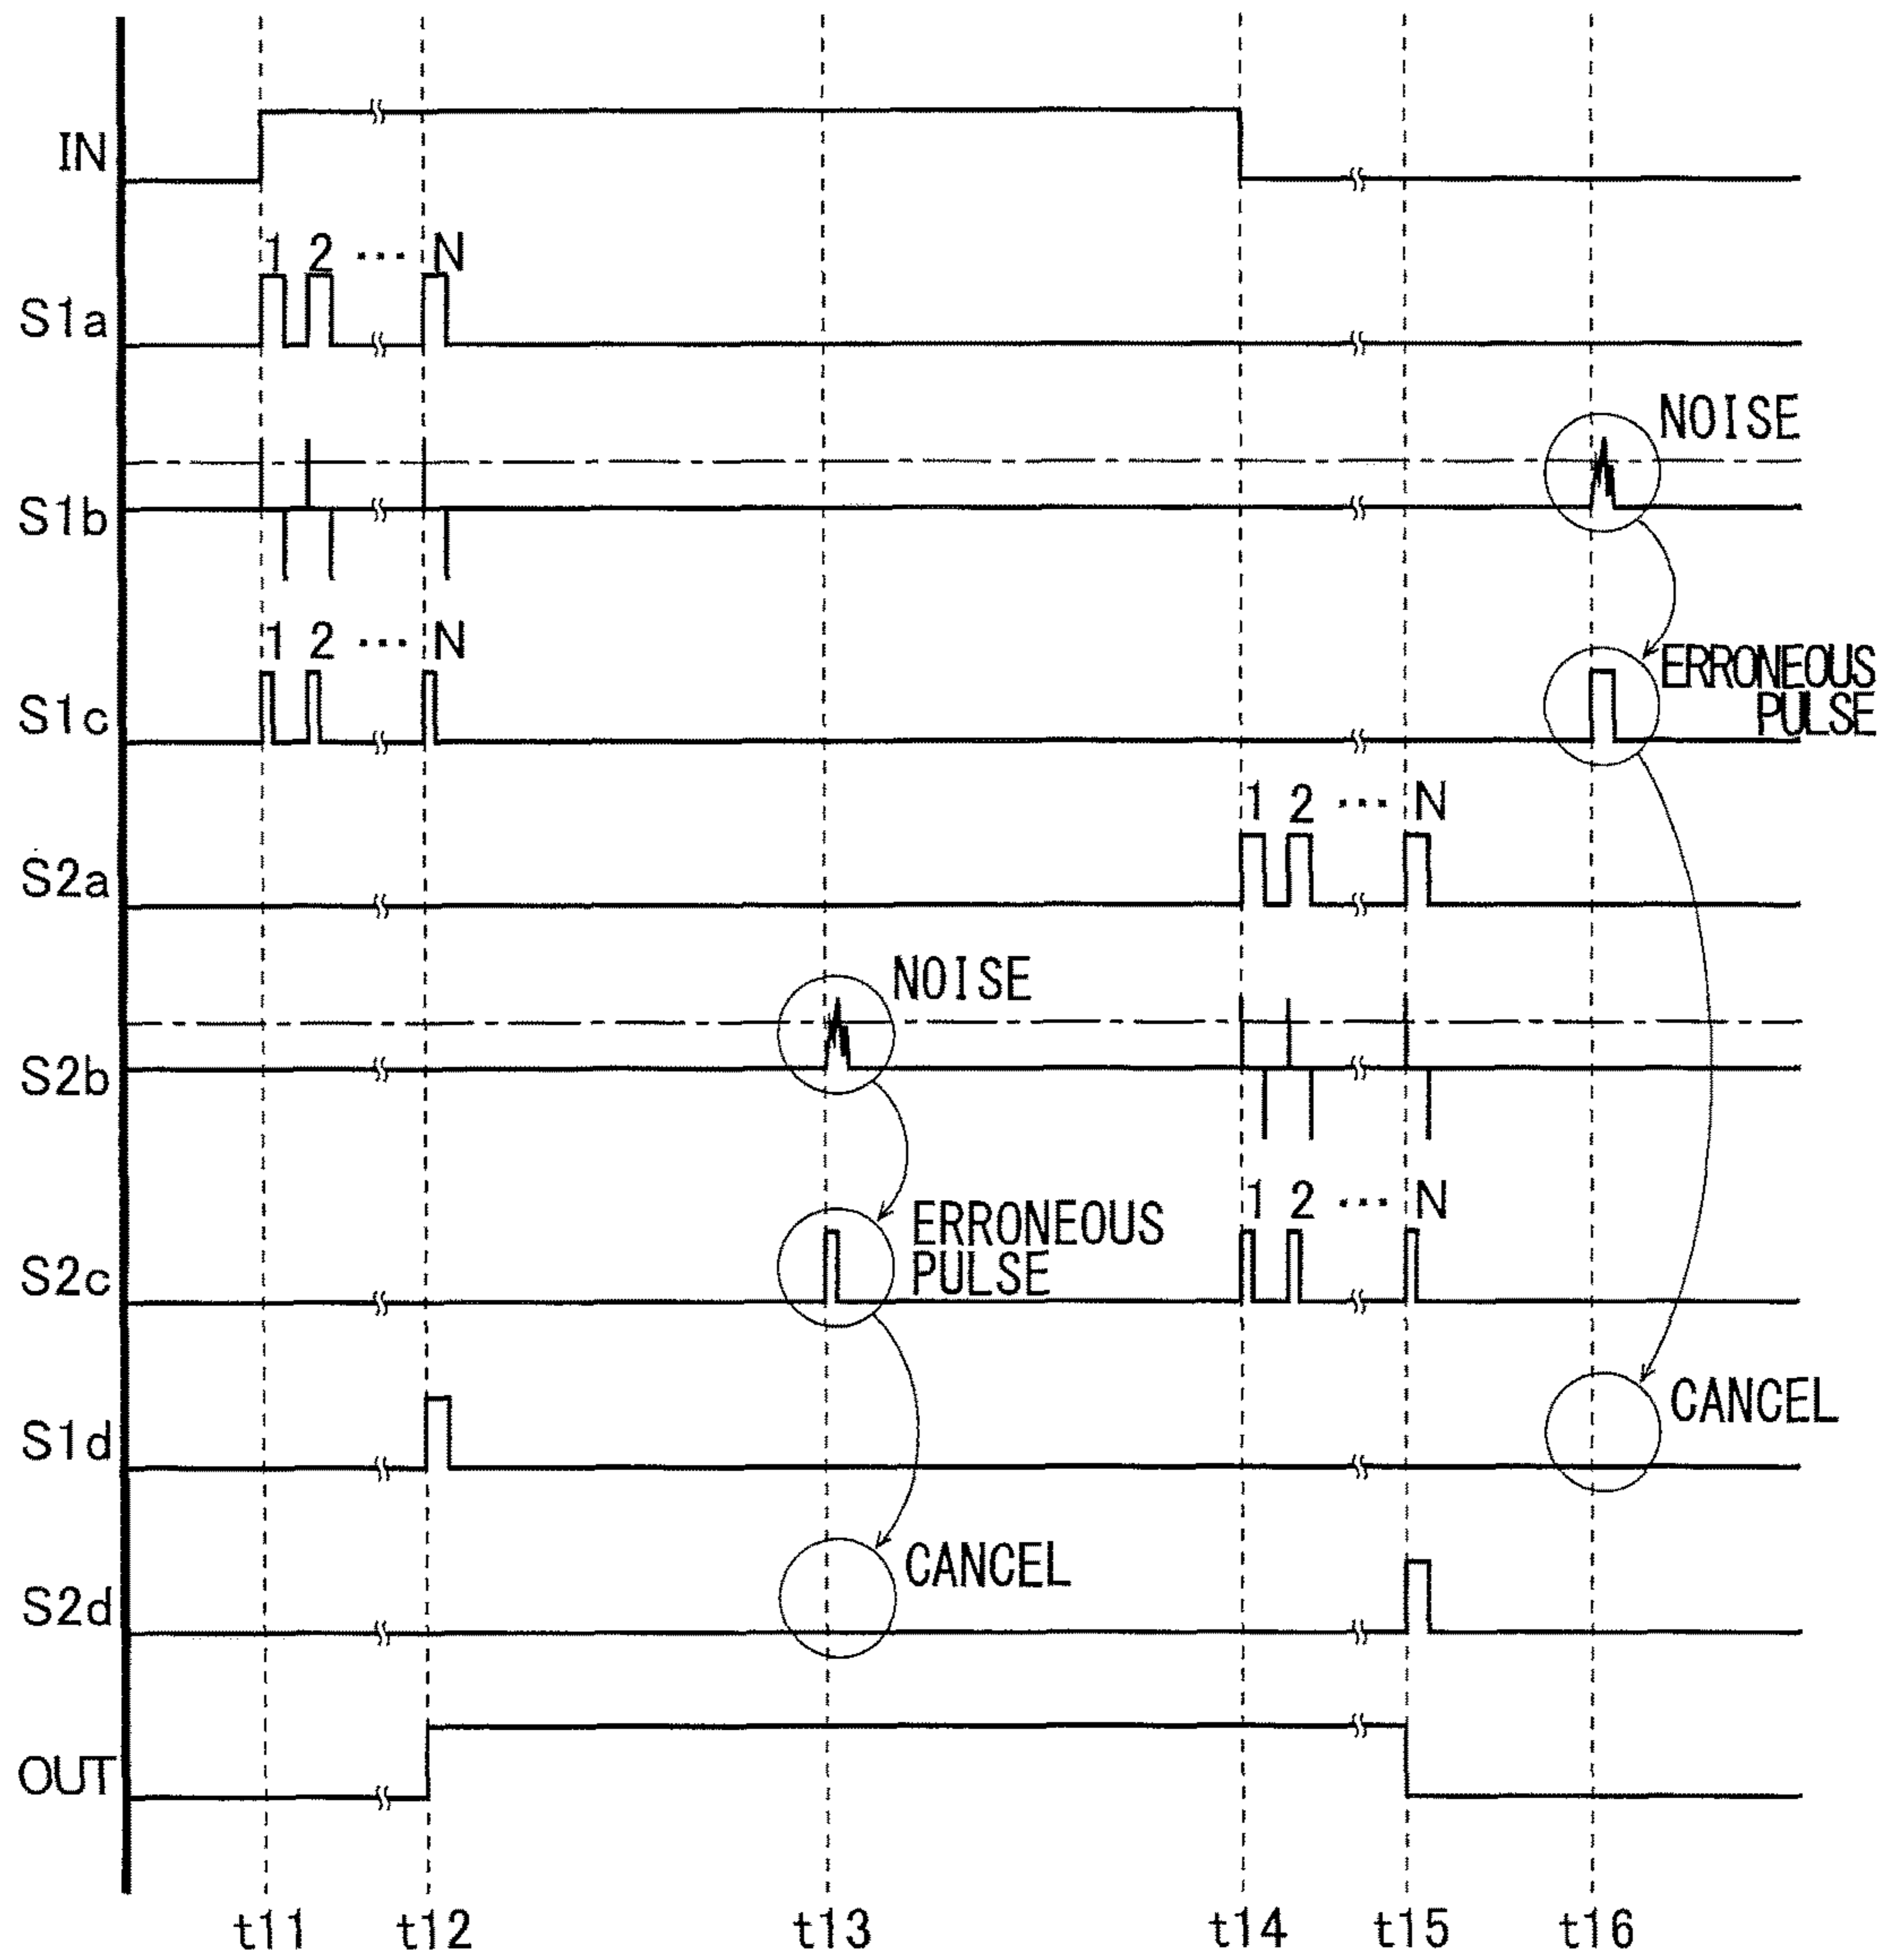 IN
1 2 ... N
S1a
NOISE
S1b
1 2 ... N
ERRONEOUS
PULSE
S1c
1 2 ... N
S2a
NOISE
S2b
1 2 ... N
ERRONEOUS
PULSE
S2c
CANCEL
S1d
CANCEL
S2d
OUT
t11 t12 t13 t14 t15 t16